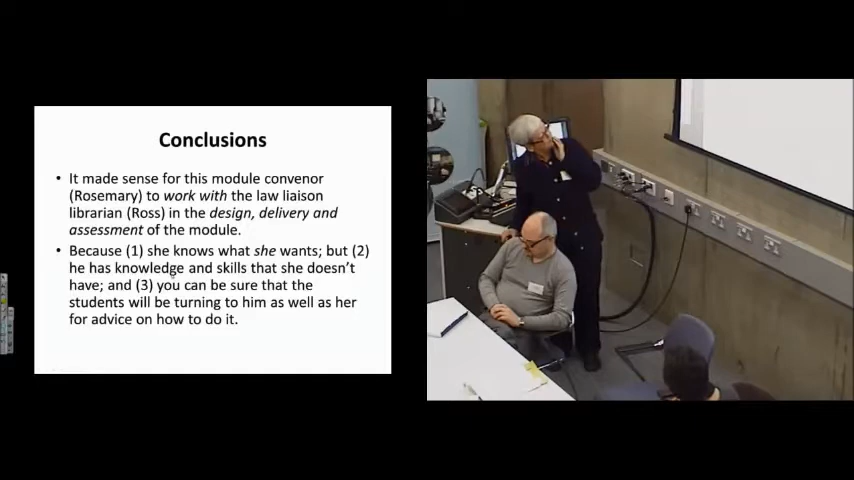 Conclusions
• It made sense for this module convenor
(Rosemary) to work with the law liaison
librarian (Ross) in the design, delivery and
assessment of the module.
• Because (1) she knows what she wants; but (2)
he has knowledge and skills that she doesn't
have; and (3) you can be sure that the
students will be turning to him as well as her
for advice on how to do it.